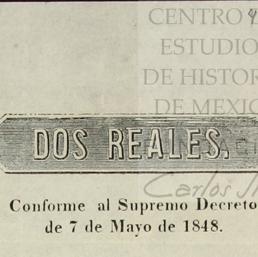 CENTRO
ESTUDIO
DE HISTOR
DE MEXIC
DOS REALES.
Carlos
Conforme al Supremo Decreto
de 7 de Mayo de 1848.